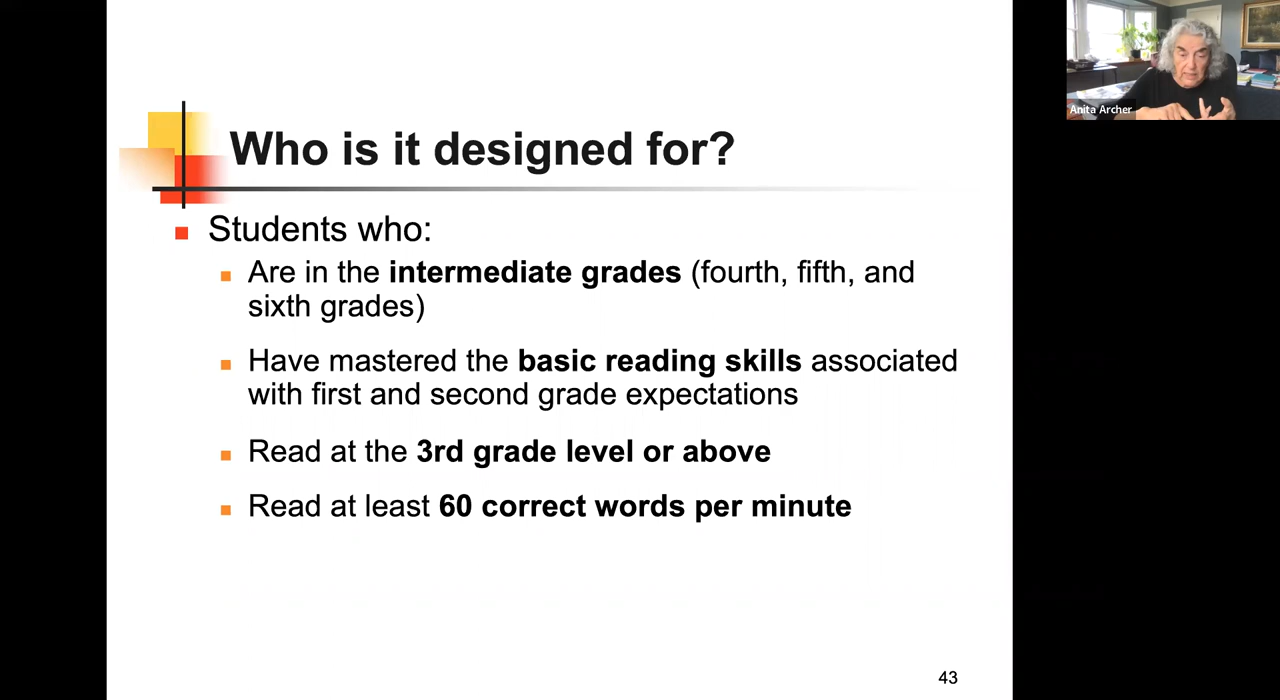 Who is it designed for?
Students who:
Are in the intermediate grades (fourth, fifth, and
sixth grades)
Have mastered the basic reading skills associated
with first and second grade expectations
Read at the 3rd grade level or above
Read at least 60 correct words per minute
43
Anita Archer